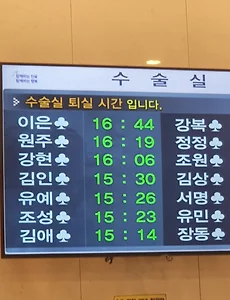 수 술 실
수술실 퇴실 시간 입니다.
이은♣ 16 : 44 강복♣
원주♣ 16 : 19 정정♣
강현♣ 16 : 06 조원♣
김인♣ 15 : 30 김상♣
유예♣ 15 : 26 서명♣
조성♣ 15 : 23 유민♣
김애♣ 15 : 14 장동♣